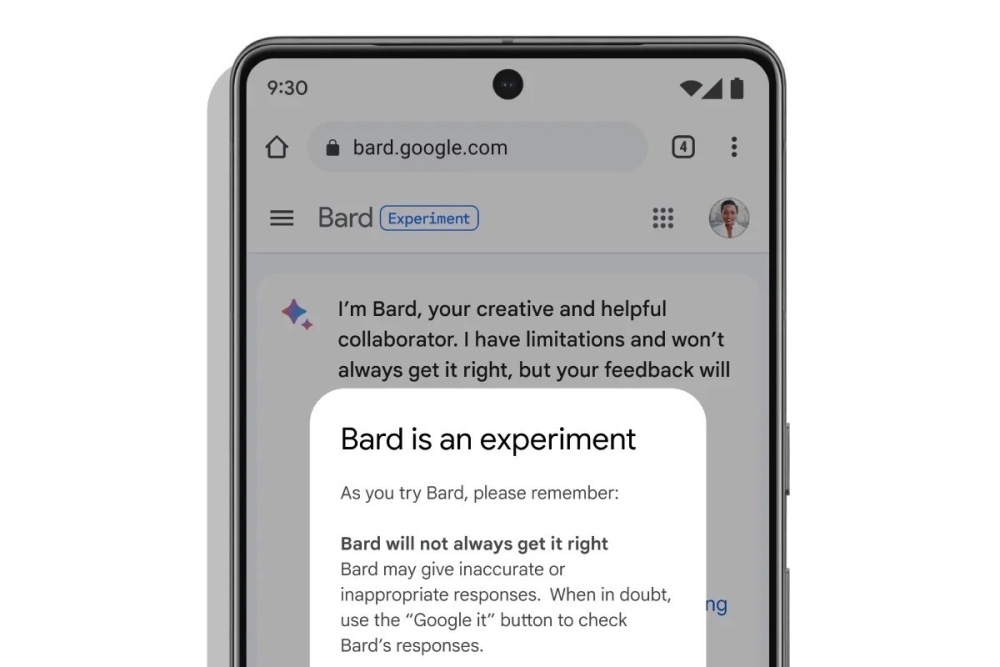 9:30
bard.google.com
4
Bard Experiment
I’m Bard, your creative and helpful
collaborator. I have limitations and won’t
always get it right, but your feedback will
Bard is an experiment
As you try Bard, please remember:
Bard will not always get it right
Bard may give inaccurate or
inappropriate responses.  When in doubt,
use the “Google it” button to check
Bard’s responses.